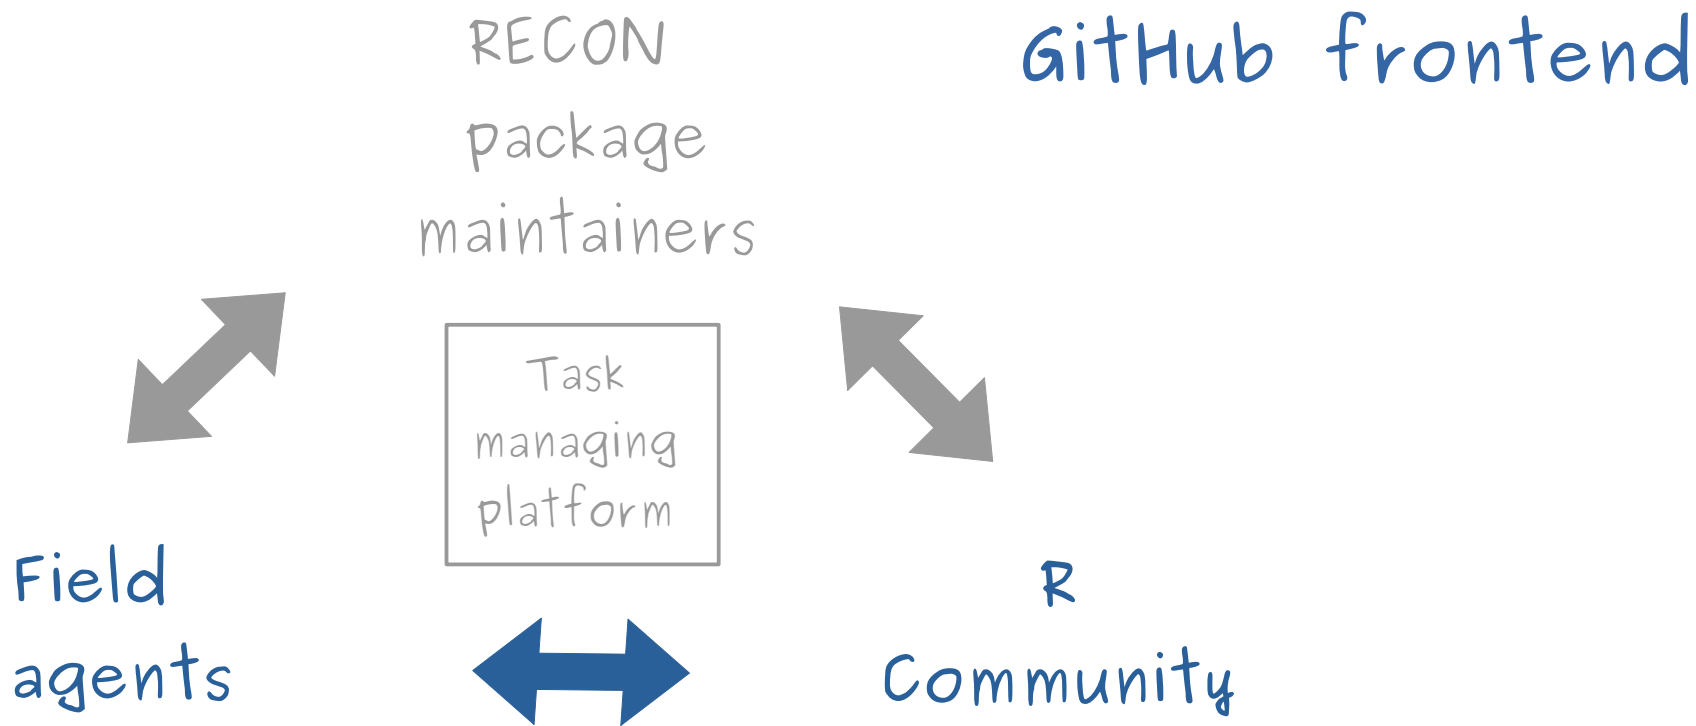 RECON
package
maintainers
GitHub frontend
Task
managing
platform
Field
agents
R
Community